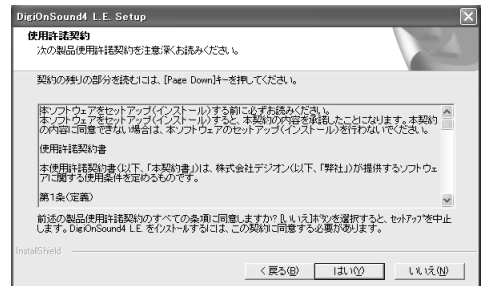 DigiOnSound4 L.E. Setup
使用許諾契約
次の製品使用許諾契約を注意深くお読みください。
契約の残りの部分を読むには、[Page Down]キーを押してください。
本ソフトウェアをセットアップ(インストール)する前に必ずお読みください。
本ソフトウェアをセットアップ(インストール)すると、本契約の内容を承諾したことになります。本契約
の内容に同意できない場合は、本ソフトウェアのセットアップ(インストール)を行わないでください。
使用許諾契約書
本使用許諾契約書(以下、「本契約書」)は、株式会社デジオン(以下、「弊社」)が提供するソフトウェ
アに関する使用条件を定めるものです。
第1条(定義)
前述の製品使用許諾契約のすべての条項に同意しますか? [いいえ]ボタンを選択すると、セットアップを中止
します。DigiOnSound4 L.E. をインストールするには、この契約に同意する必要があります。
InstallShield
< 戻る(B)
はい(Y)
いいえ(N)